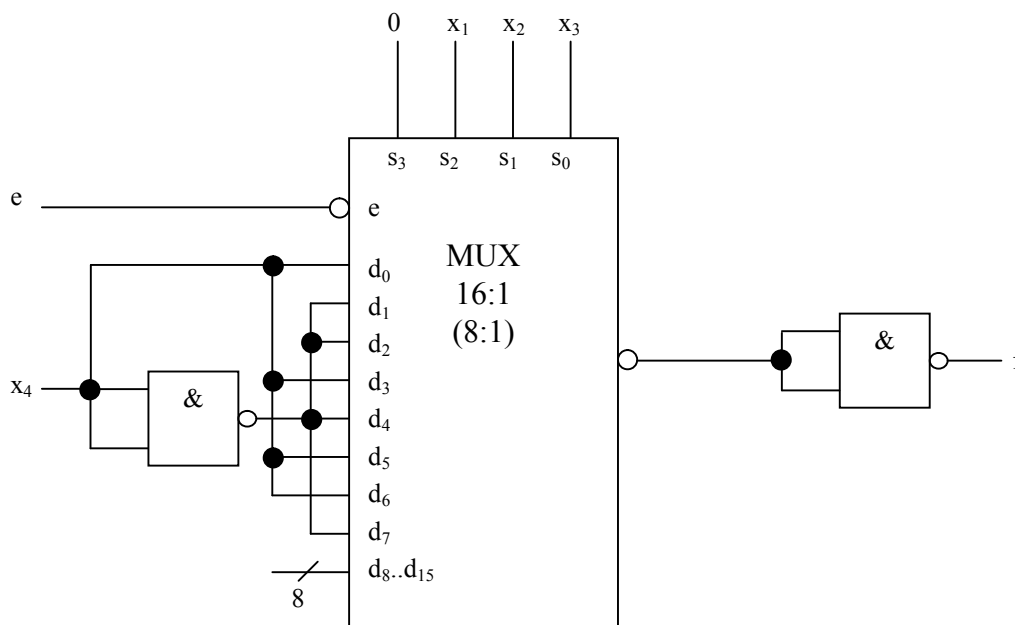 0 x₁ x₂ x₃
s₃ s₂ s₁ s₀
e e
MUX
16:1
(8:1)
d₀
d₁
d₂
d₃
x₄ & d₄ &
d₅
d₆
d₇
d₈..d₁₅
8